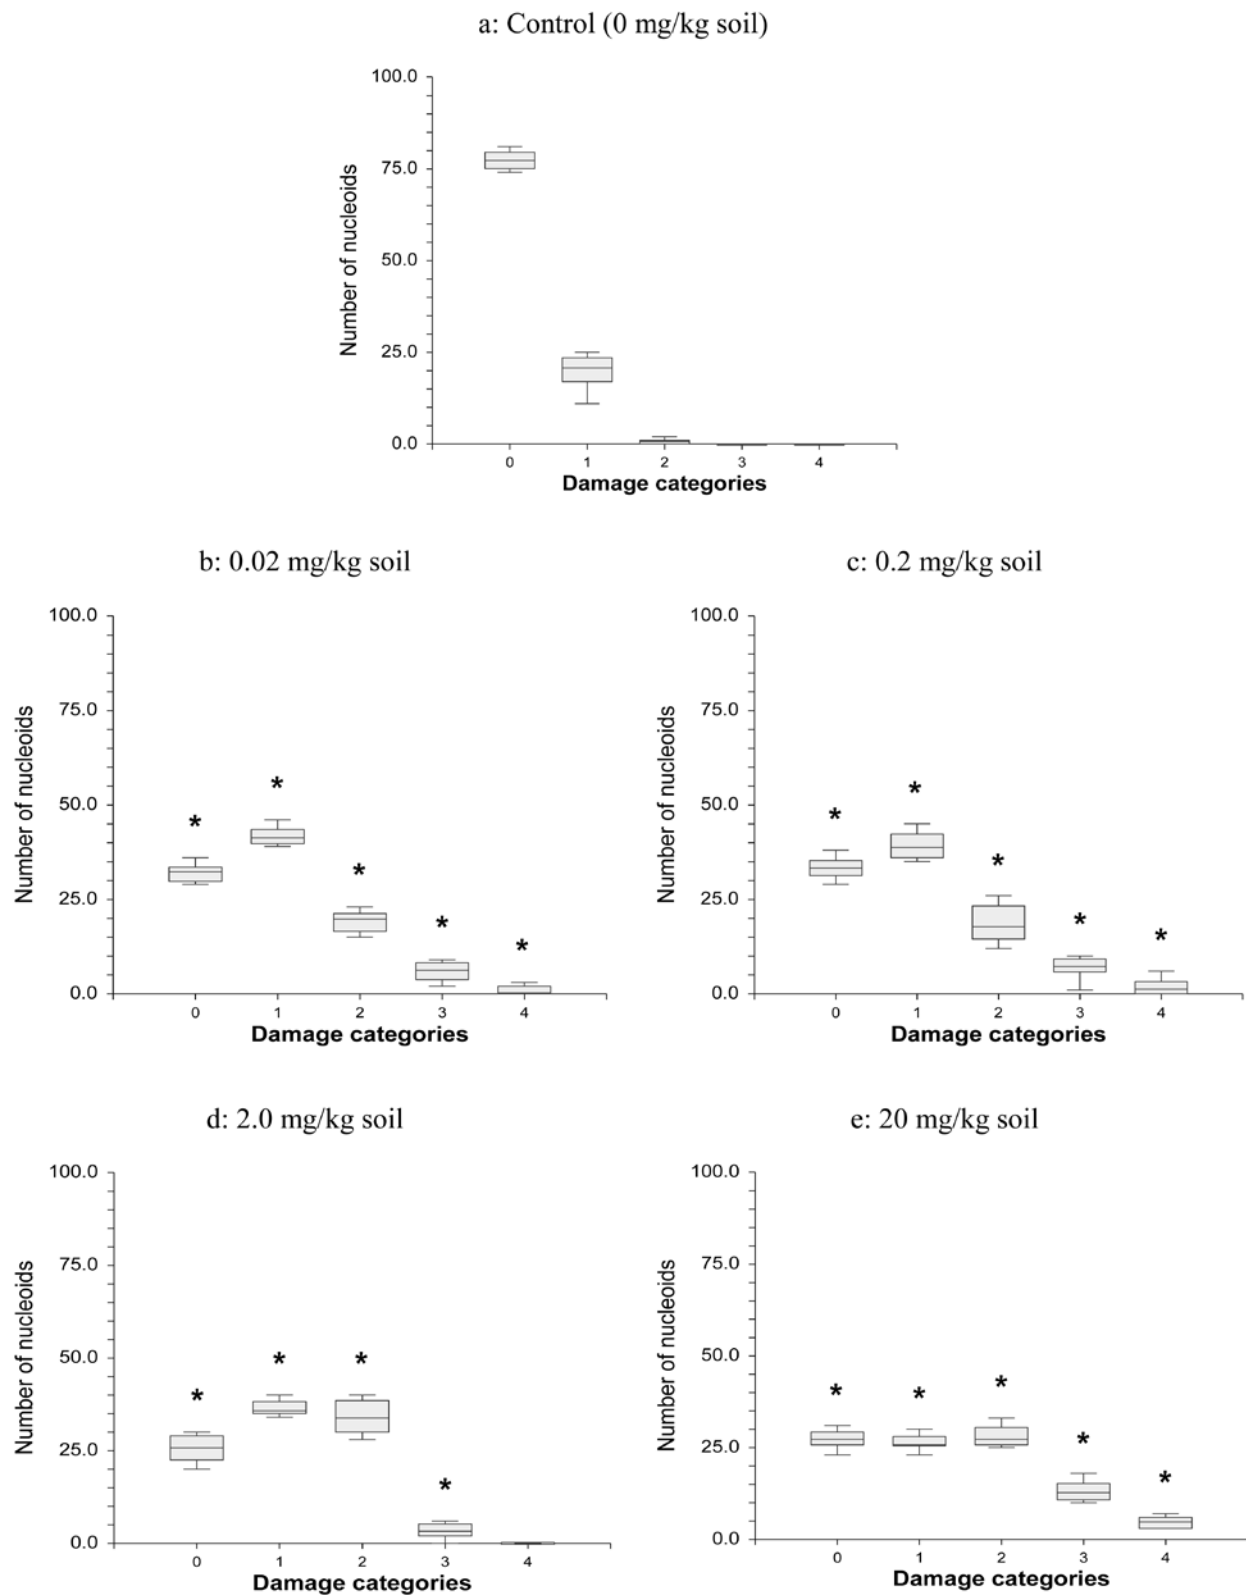 a: Control (0 mg/kg soil)
100.0
75.0
50.0
25.0
0.0
Number of nucleoids
0 1 2 3 4
Damage categories
b: 0.02 mg/kg soil
100.0
75.0
50.0
25.0
0.0
Number of nucleoids
* * * * *
0 1 2 3 4
Damage categories
c: 0.2 mg/kg soil
100.0
75.0
50.0
25.0
0.0
Number of nucleoids
* * * * *
0 1 2 3 4
Damage categories
d: 2.0 mg/kg soil
100.0
75.0
50.0
25.0
0.0
Number of nucleoids
* * * *
0 1 2 3 4
Damage categories
e: 20 mg/kg soil
100.0
75.0
50.0
25.0
0.0
Number of nucleoids
* * * * *
0 1 2 3 4
Damage categories